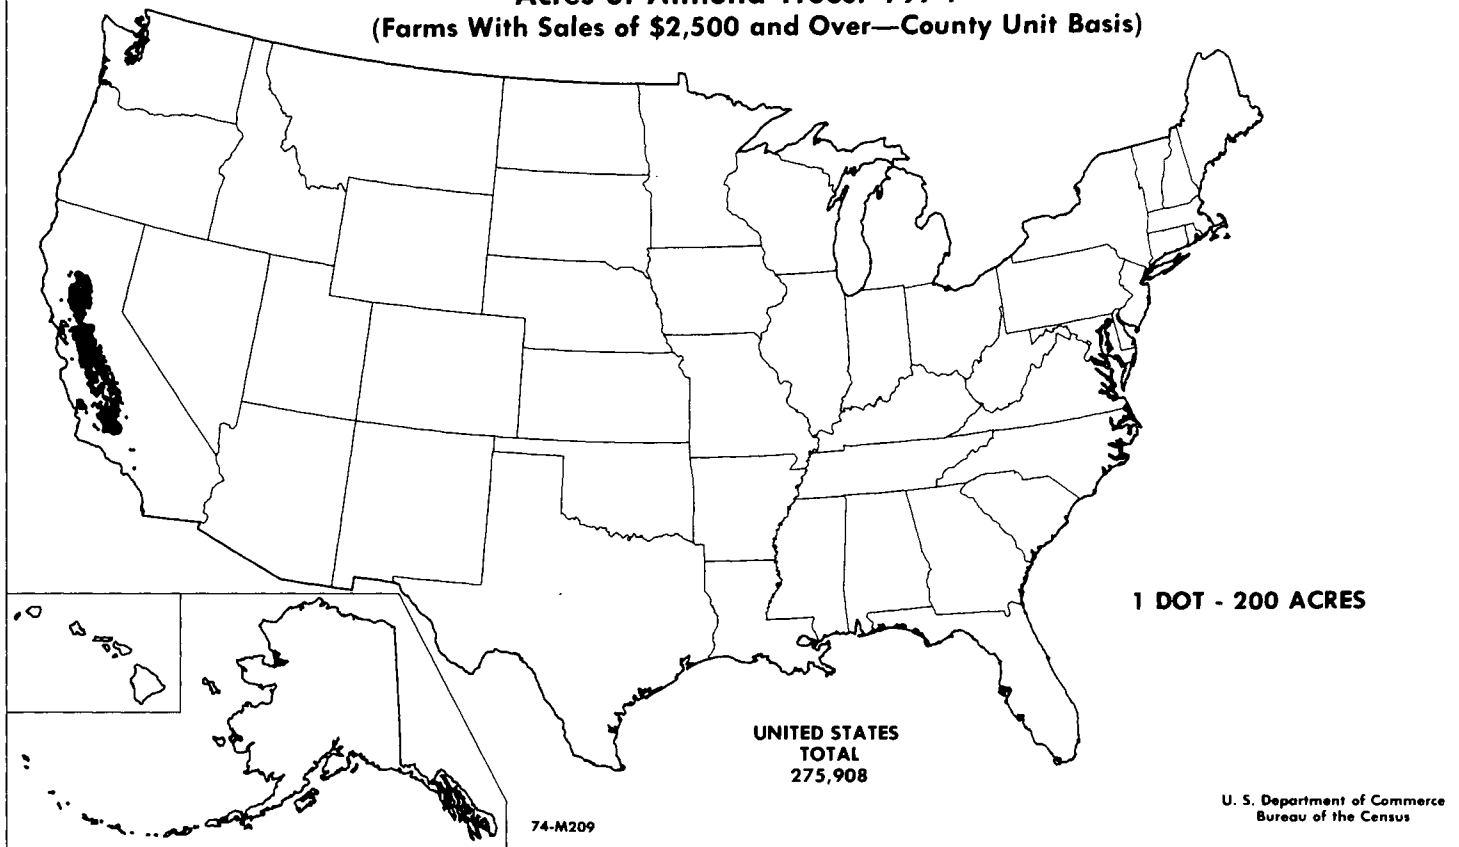 (Farms With Sales of $2,500 and Over—County Unit Basis)
1 DOT - 200 ACRES
UNITED STATES
TOTAL
275,908
74-M209
U. S. Department of Commerce
Bureau of the Census